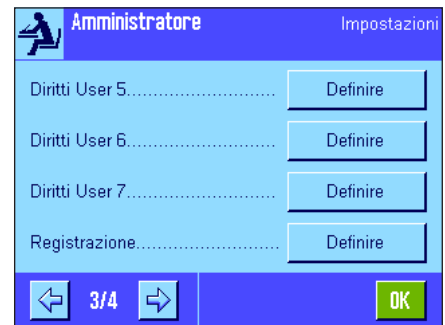 Amministratore Impostazioni
Diritti User 5........................... Definire
Diritti User 6........................... Definire
Diritti User 7........................... Definire
Registrazione.......................... Definire
3/4 OK